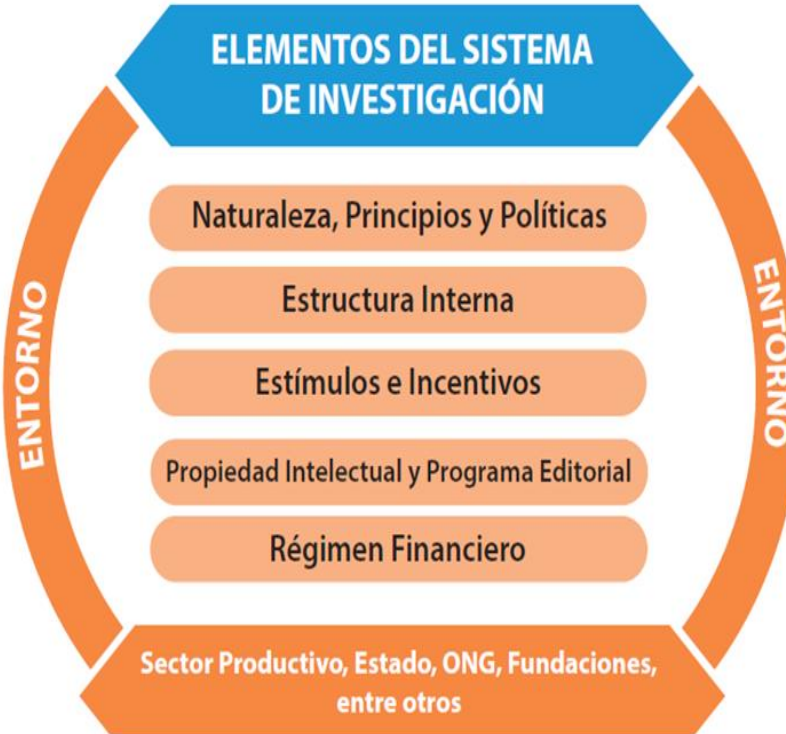 ELEMENTOS DEL SISTEMA
DE INVESTIGACIÓN
Naturaleza, Principios y Políticas
Estructura Interna
Estímulos e Incentivos
Propiedad Intelectual y Programa Editorial
Régimen Financiero
ENTORNO
ENTORNO
Sector Productivo, Estado, ONG, Fundaciones,
entre otros